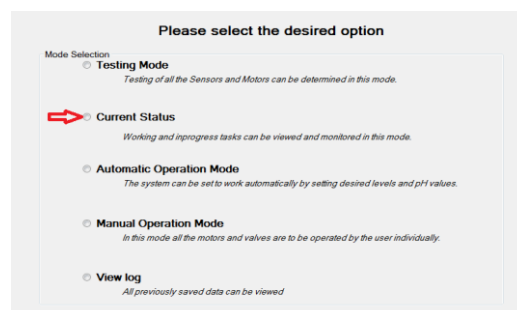 Please select the desired option
Mode Selection
Testing Mode
Testing of all the Sensors and Motors can be determined in this mode.
Current Status
Working and inprogress tasks can be viewed and monitored in this mode.
Automatic Operation Mode
The system can be set to work automatically by setting desired levels and pH values.
Manual Operation Mode
In this mode all the motors and valves are to be operated by the user individually.
View log
All previously saved data can be viewed